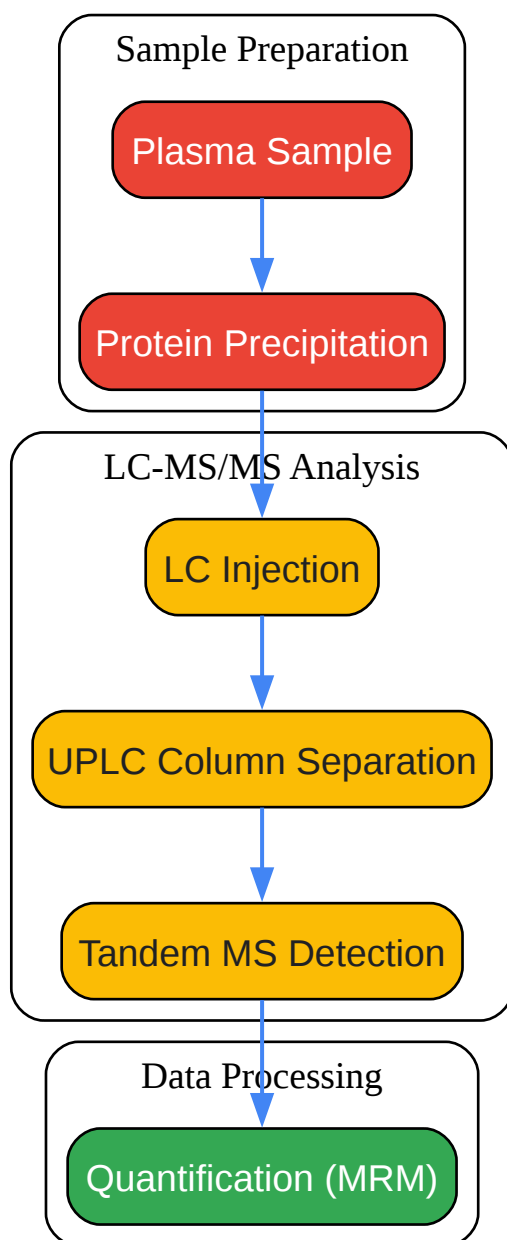 Sample Preparation
Plasma Sample
Protein Precipitation
LC-MS/MS Analysis
LC Injection
UPLC Column Separation
Tandem MS Detection
Data Processing
Quantification (MRM)